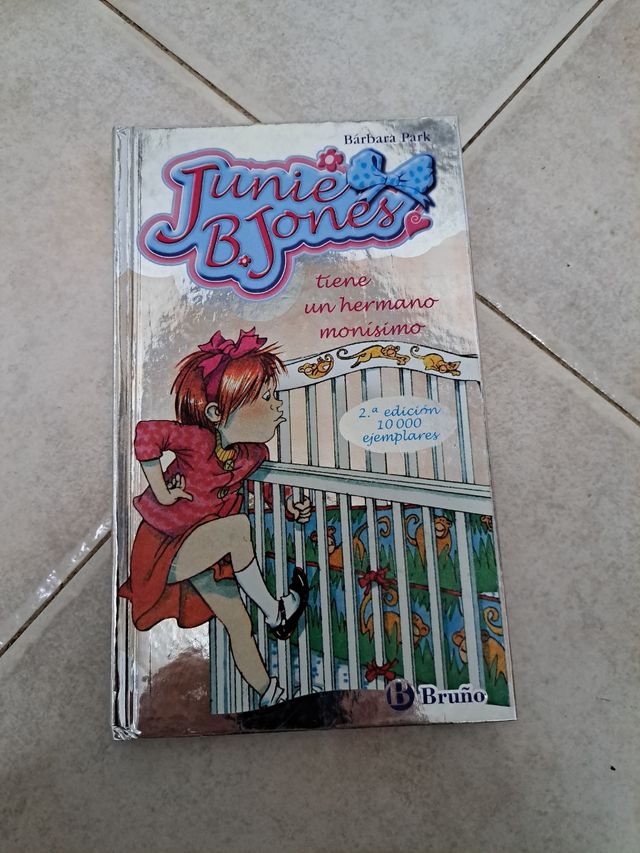 Bárbara Park
Junie
B. Jones
tiene
un hermano
monísimo
2.ª edición
10 000
ejemplares
B Bruño